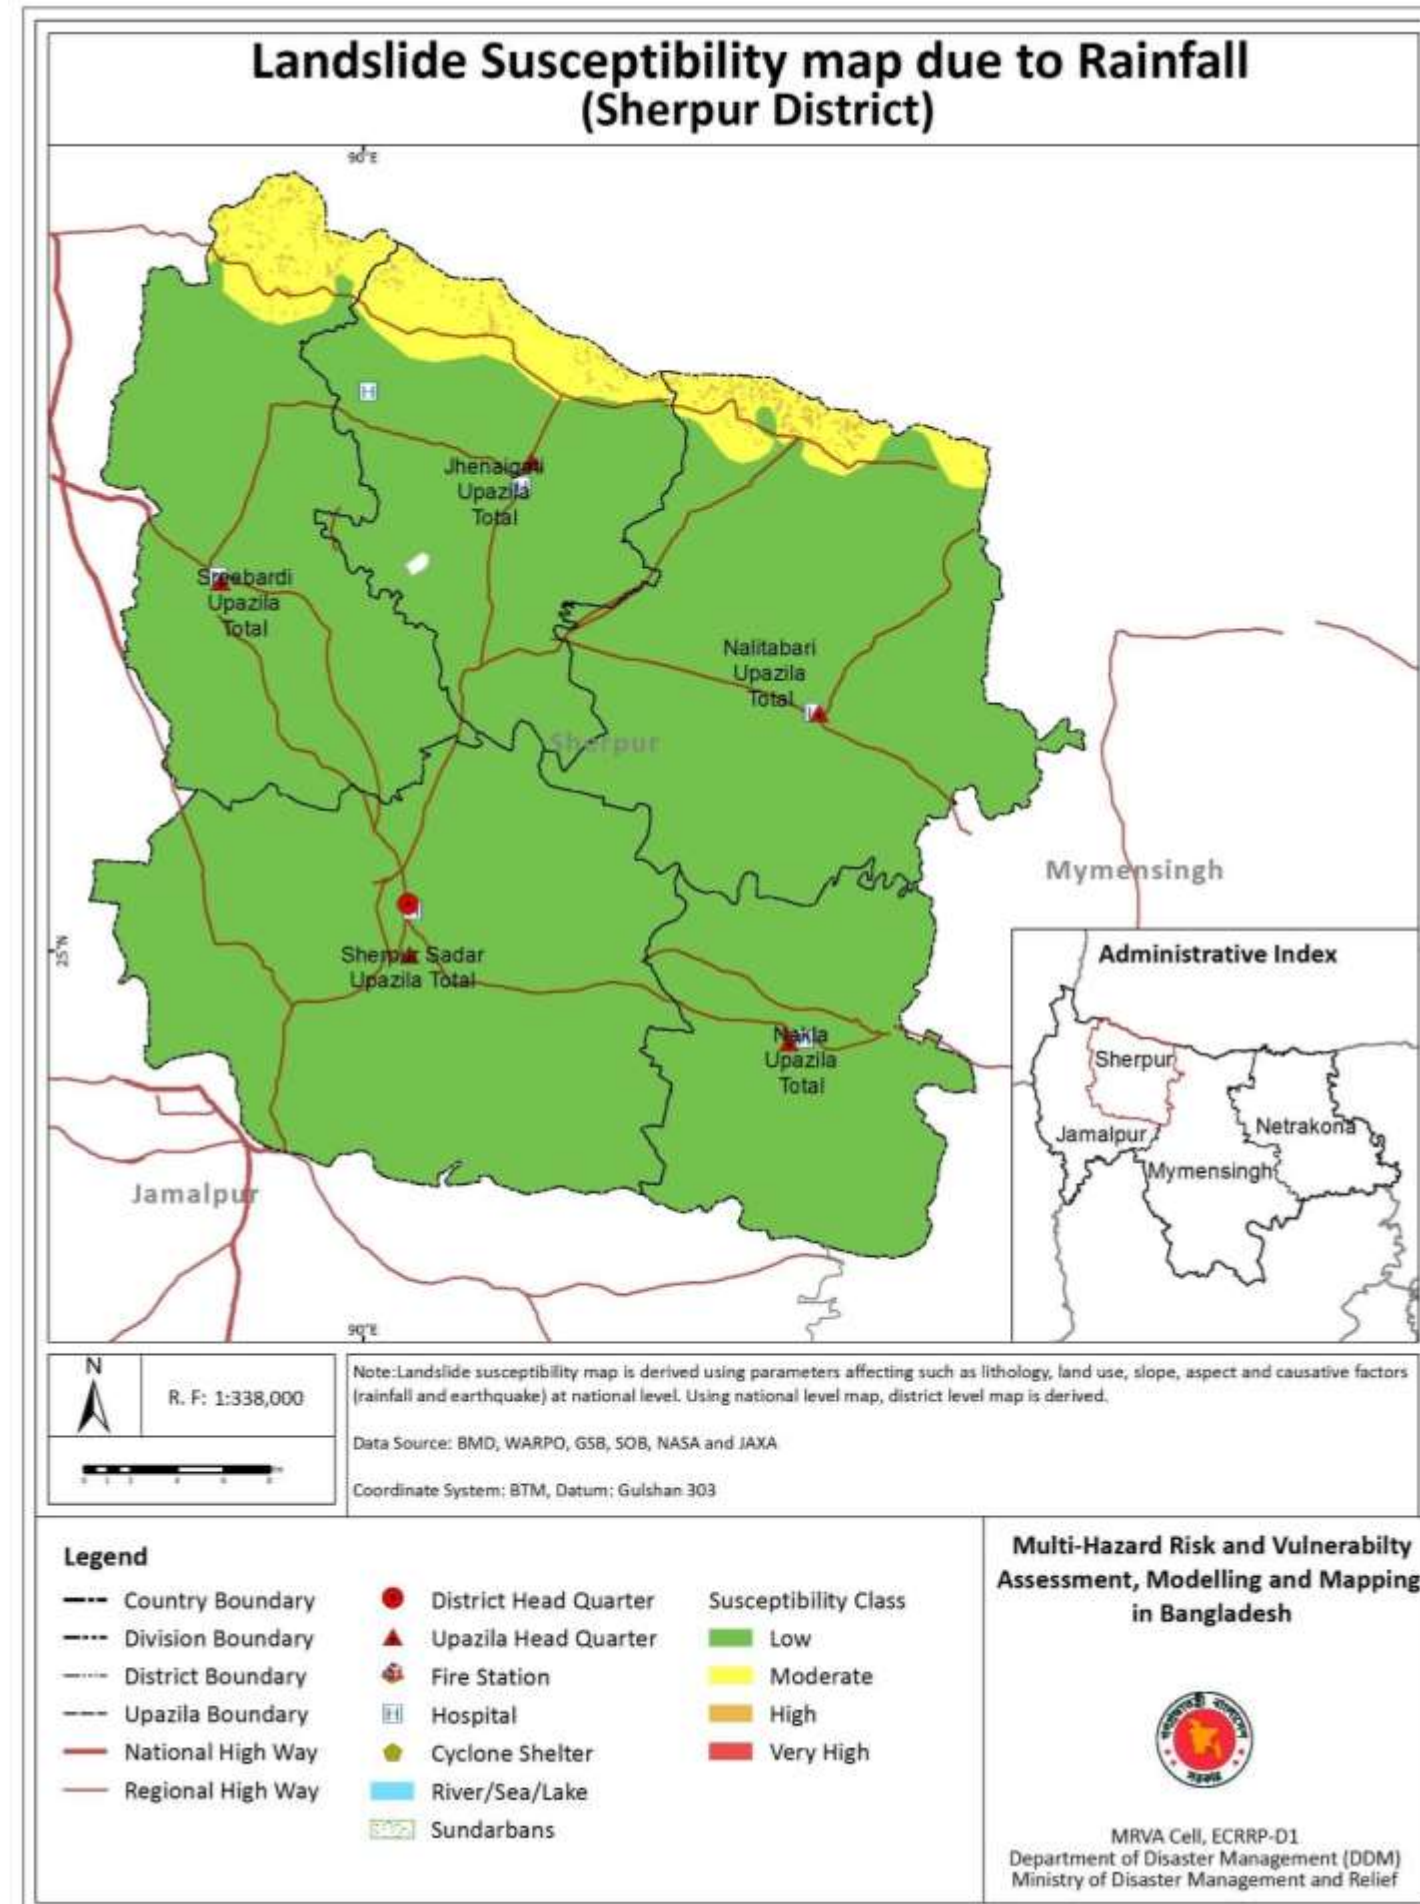 Landslide Susceptibility map due to Rainfall
(Sherpur District)
90°E
Jhenaigati
Upazila
Total
Sreebardi
Upazila
Total
Nalitabari
Upazila
Total
Sherpur
Mymensingh
25°N
Sherpur Sadar
Upazila Total
Nakla
Upazila
Total
Jamalpur
90°E
Administrative Index
Sherpur
Netrakona
Jamalpur
Mymensingh
N
R. F: 1:338,000
Note:Landslide susceptibility map is derived using parameters affecting such as lithology, land use, slope, aspect and causative factors
(rainfall and earthquake) at national level. Using national level map, district level map is derived.
Data Source: BMD, WARPO, GSB, SOB, NASA and JAXA
Coordinate System: BTM, Datum: Gulshan 303
Legend
Country Boundary
Division Boundary
District Boundary
Upazila Boundary
National High Way
Regional High Way
District Head Quarter
Upazila Head Quarter
Fire Station
H Hospital
Cyclone Shelter
River/Sea/Lake
Sundarbans
Susceptibility Class
Low
Moderate
High
Very High
Multi-Hazard Risk and Vulnerabilty
Assessment, Modelling and Mapping
in Bangladesh
MRVA Cell, ECRRP-D1
Department of Disaster Management (DDM)
Ministry of Disaster Management and Relief